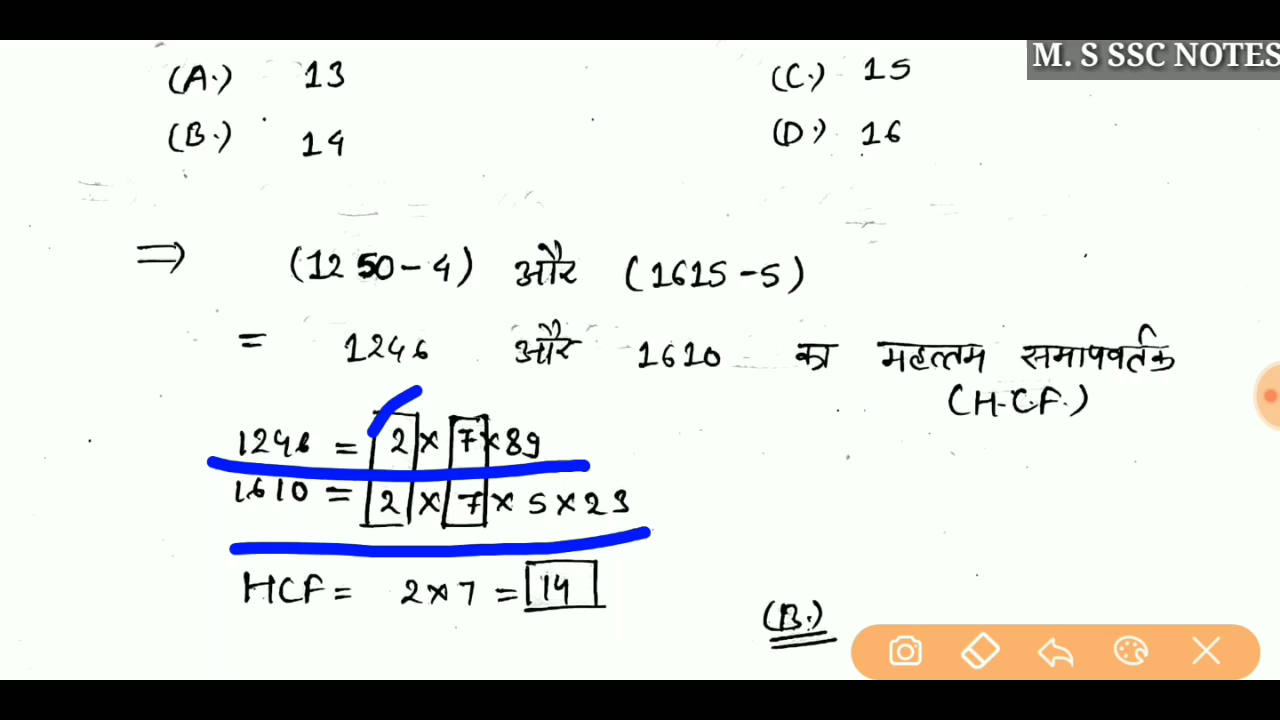 M. S SSC NOTES
(A.) 13 (C.) 15
(B.) 14 (D.) 16
⇒ (1250-4) और (1615-5)
= 1246 और 1610 का महत्तम समापवर्तक
(H.C.F.)
1246 = 2×7×89
1610 = 2×7×5×23
HCF = 2×7 = 14
(B.)